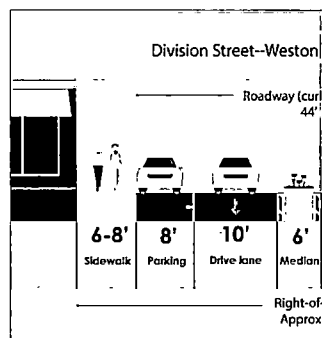 Division Street--Weston
Roadway (cur
44'
6-8' 8' 10' 6'
Sidewalk Parking Drive lane Median
Right-of-
Approx